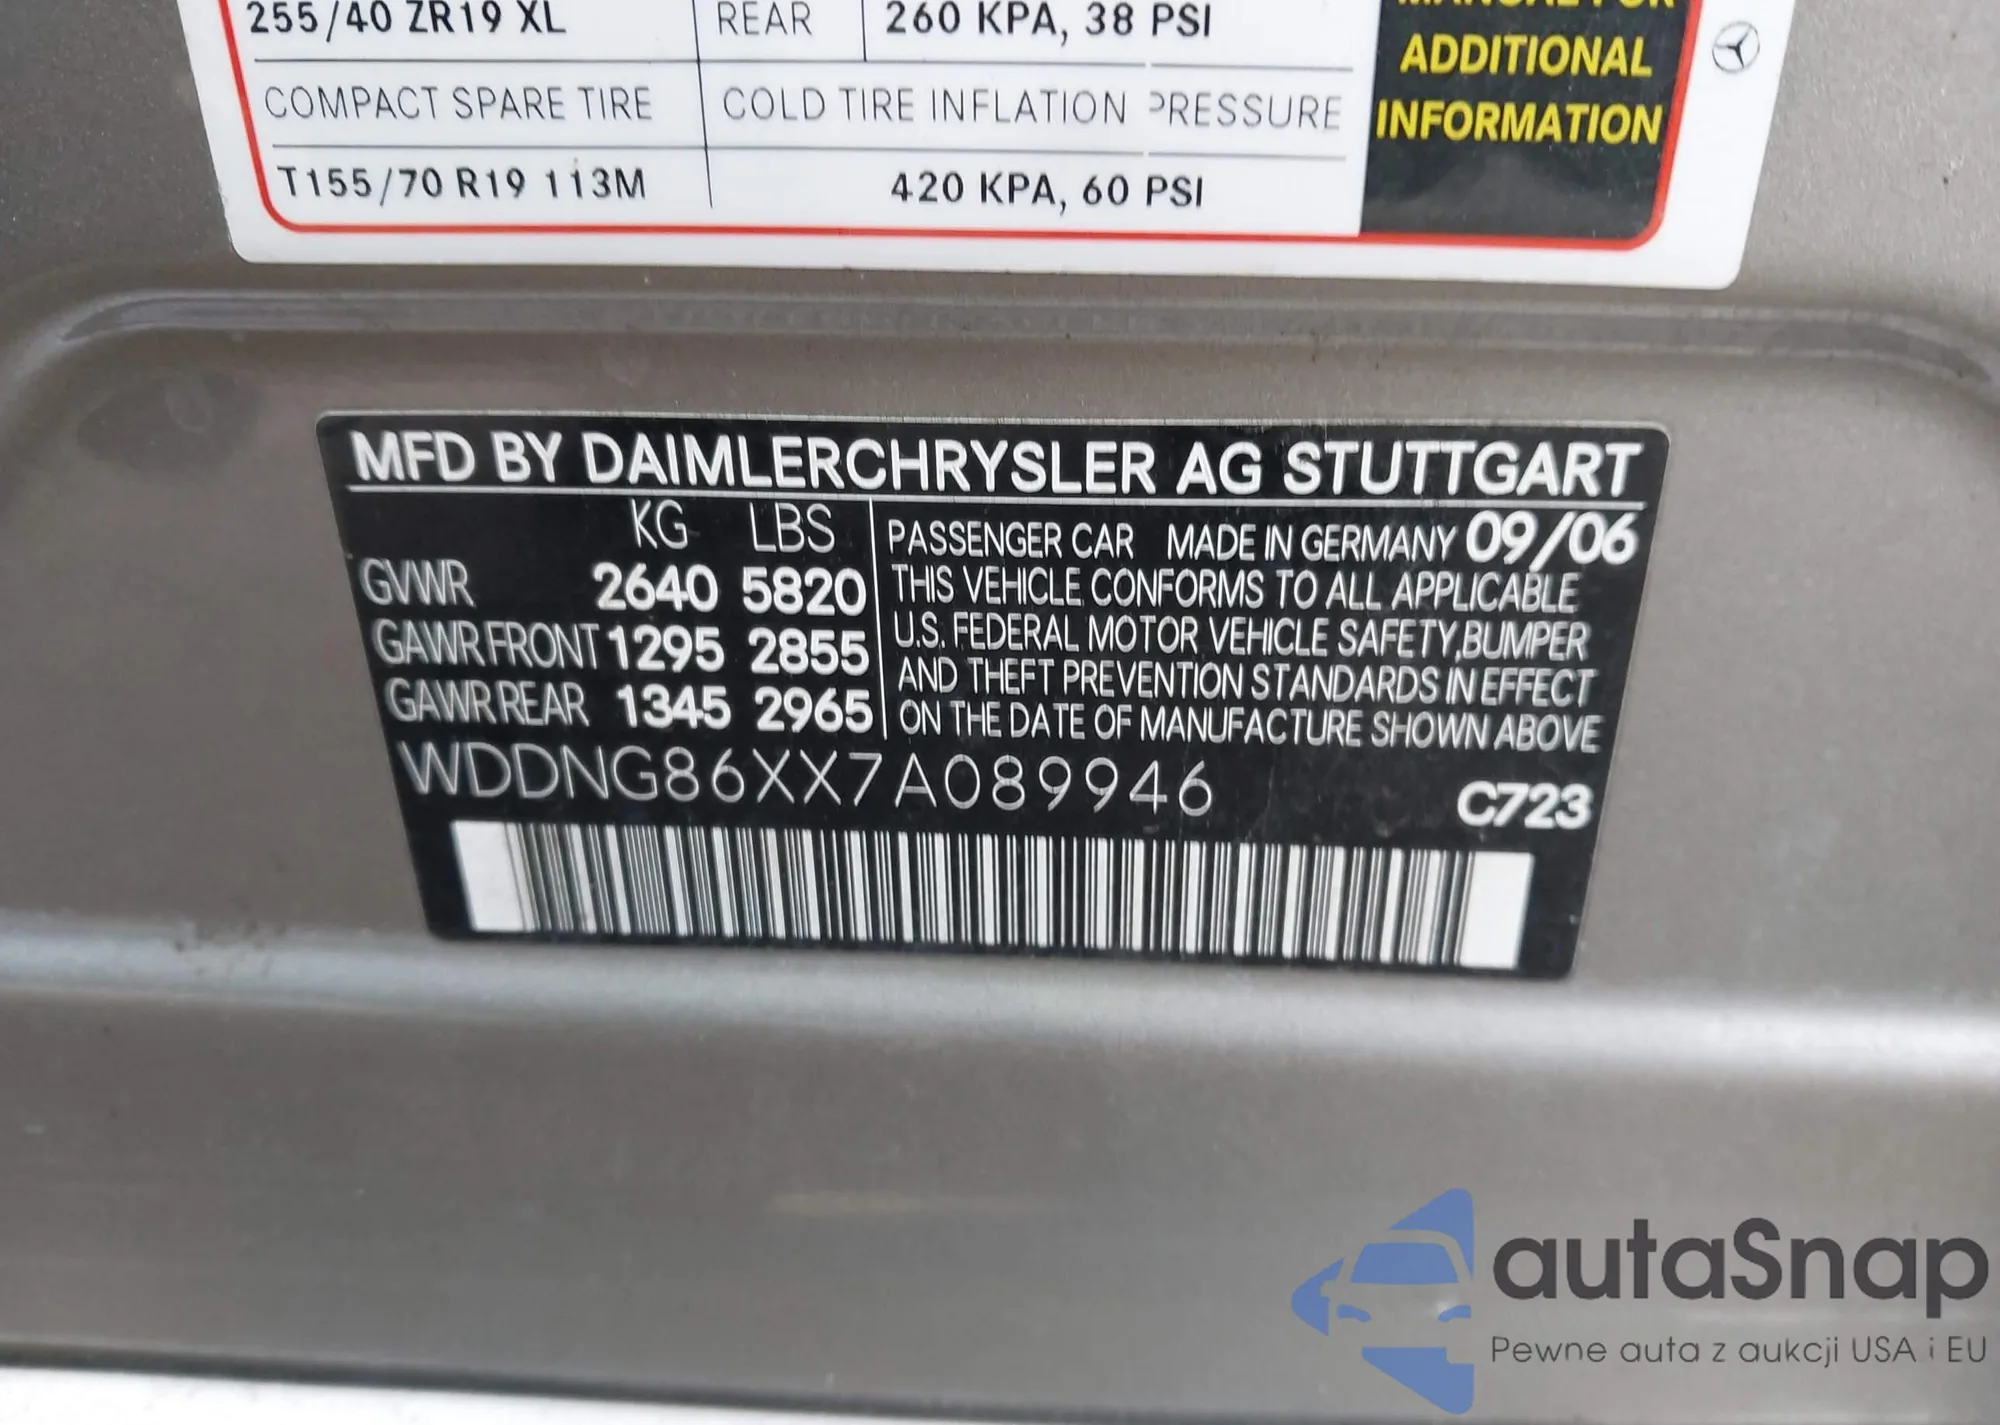 255/40 ZR19 XL REAR 260 KPA, 38 PSI
ADDITIONAL
COMPACT SPARE TIRE COLD TIRE INFLATION PRESSURE
INFORMATION
T155/70 R19 113M 420 KPA, 60 PSI
MFD BY DAIMLERCHRYSLER AG STUTTGART
KG LBS
PASSENGER CAR MADE IN GERMANY 09/06
GVWR 2640 5820
THIS VEHICLE CONFORMS TO ALL APPLICABLE
GAWR FRONT 1295 2855
U.S. FEDERAL MOTOR VEHICLE SAFETY,BUMPER
AND THEFT PREVENTION STANDARDS IN EFFECT
GAWR REAR 1345 2965
ON THE DATE OF MANUFACTURE SHOWN ABOVE
WDDNG86XX7A089946
C723
autaSnap
Pewne auta z aukcji USA i EU